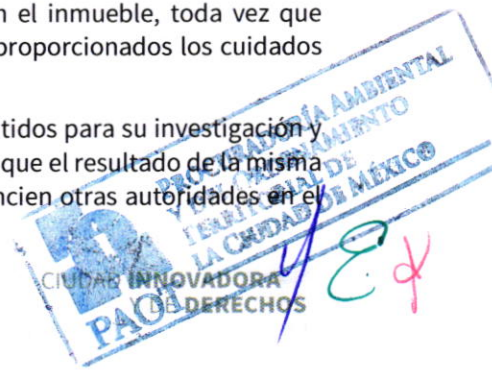 n el inmueble, toda vez que
proporcionados los cuidados
tidos para su investigación y
que el resultado de la misma
ncien otras autoridades en el
PROCURADURÍA AMBIENTAL
Y DEL ORDENAMIENTO
TERRITORIAL DE
LA CIUDAD DE MÉXICO
PAOT
CIUDAD INNOVADORA
Y DE DERECHOS